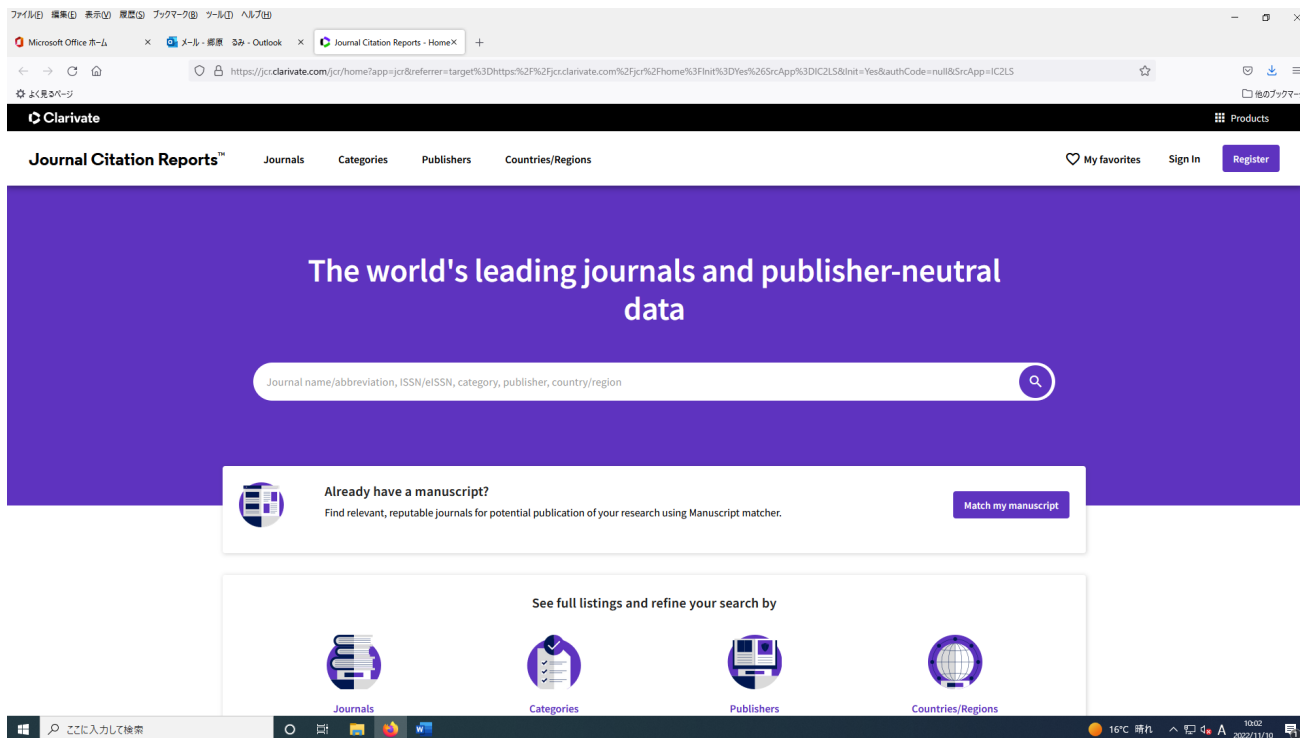 ファイル(F) 編集(E) 表示(V) 履歴(S) ブックマーク(B) ツール(T) ヘルプ(H)
Microsoft Office ホーム × メール - 郷原 るみ - Outlook × Journal Citation Reports - Home × +
https://jcr.clarivate.com/jcr/home?app=jcr&referrer=target%3Dhttps:%2F%2Fjcr.clarivate.com%2Fjcr%2Fhome%3FInit%3DYes%26SrcApp%3DIC2LS&Init=Yes&authCode=null&SrcApp=IC2LS
よく見るページ 他のブックマー
Clarivate Products
Journal Citation Reports™ Journals Categories Publishers Countries/Regions My favorites Sign In Register
The world's leading journals and publisher-neutral
data
Journal name/abbreviation, ISSN/eISSN, category, publisher, country/region
Already have a manuscript?
Find relevant, reputable journals for potential publication of your research using Manuscript matcher.
Match my manuscript
See full listings and refine your search by
Journals Categories Publishers Countries/Regions
ここに入力して検索 16°C 晴れ A 10:02
2022/11/10